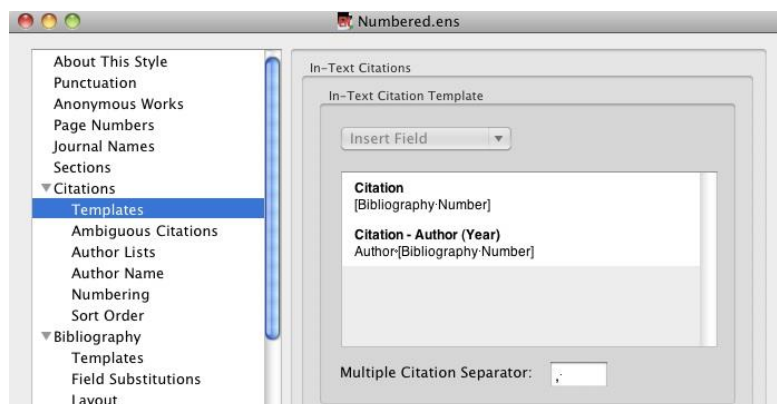 Numbered.ens
About This Style
Punctuation
Anonymous Works
Page Numbers
Journal Names
Sections
Citations
Templates
Ambiguous Citations
Author Lists
Author Name
Numbering
Sort Order
Bibliography
Templates
Field Substitutions
Layout
In-Text Citations
In-Text Citation Template
Insert Field
Citation
[Bibliography·Number]
Citation - Author (Year)
Author·[Bibliography·Number]
Multiple Citation Separator: ,·